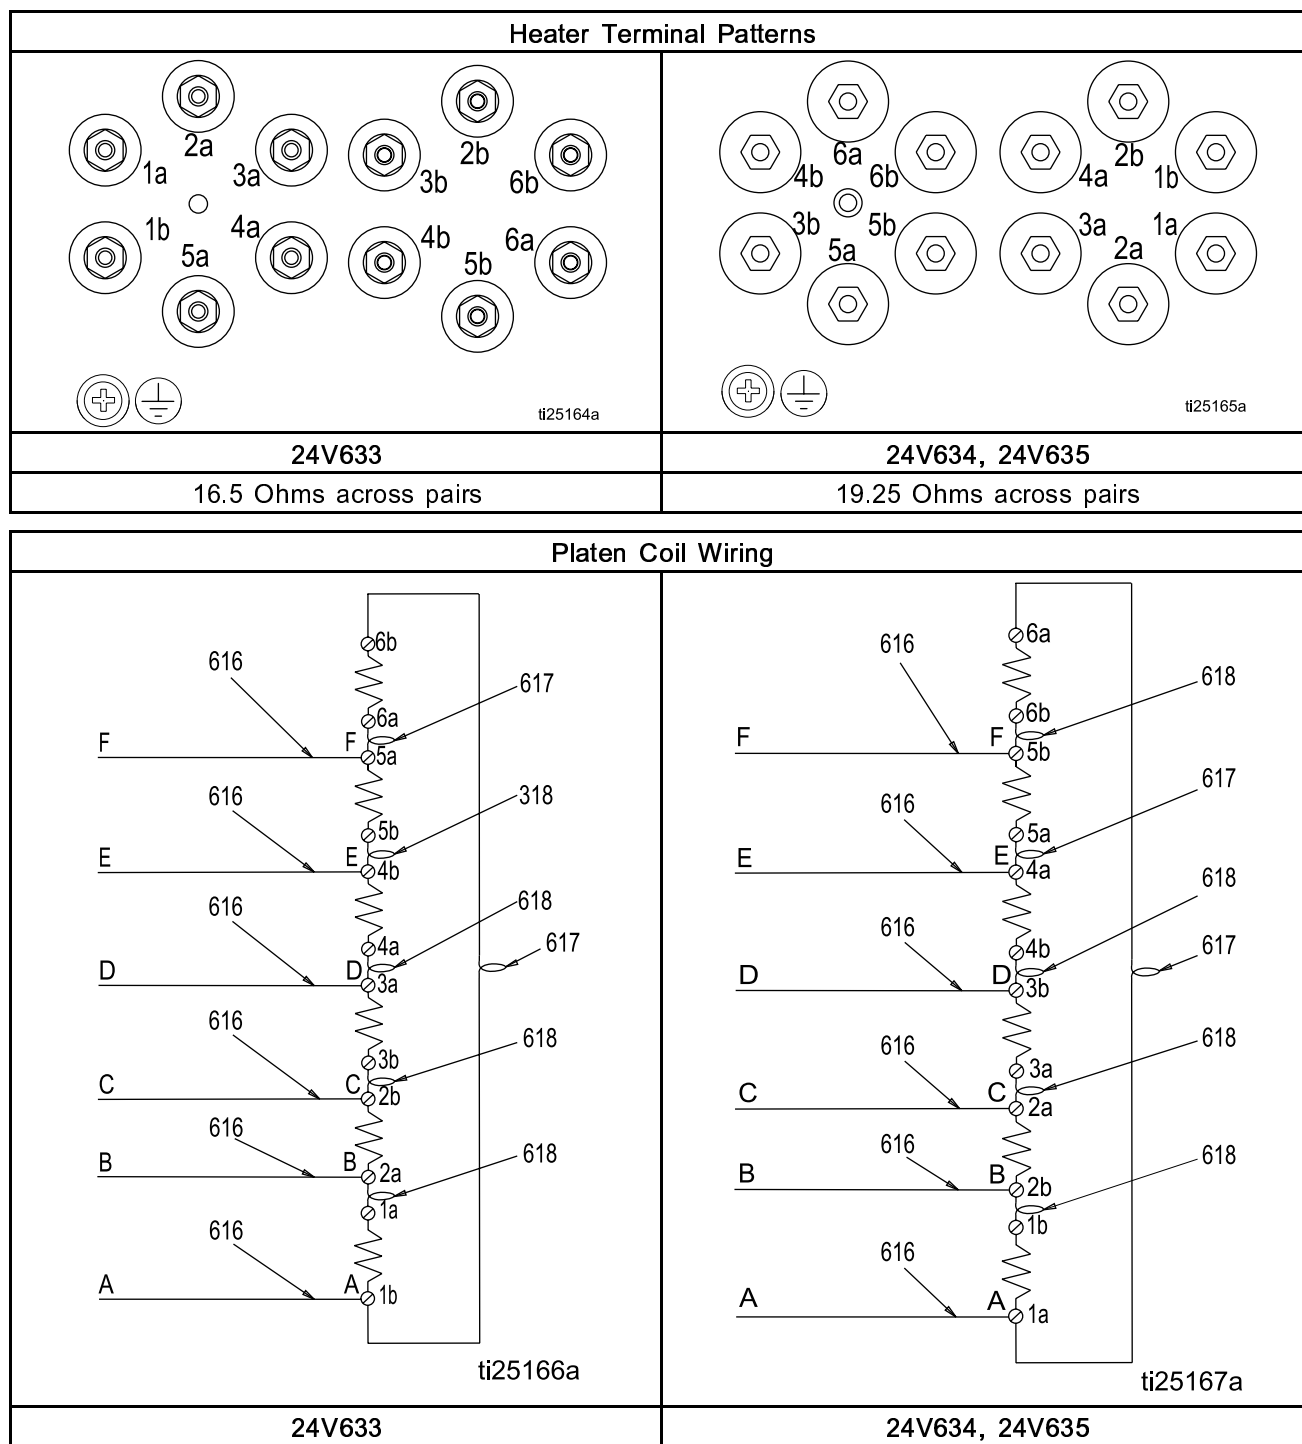 Heater Terminal Patterns
2a 2b
1a 3a 3b 6b
1b 4a 4b 6a
5a 5b
ti25164a
6a 2b
4b 6b 4a 1b
3b 5b 3a 1a
5a 2a
ti25165a
24V633 24V634, 24V635
16.5 Ohms across pairs 19.25 Ohms across pairs
Platen Coil Wiring
6b
616
617
6a
F F
5a
616
318
5b
E E
4b
616
618
4a
617
D D
3a
616
618
3b
C C
2b
616
618
B B
2a
1a
616
A A
1b
ti25166a
6a
616
618
6b
F F
5b
616
617
5a
E E
4a
618
616
4b
617
D D
3b
616
618
3a
C C
2a
616
618
B B
2b
1b
616
A A
1a
ti25167a
24V633 24V634, 24V635